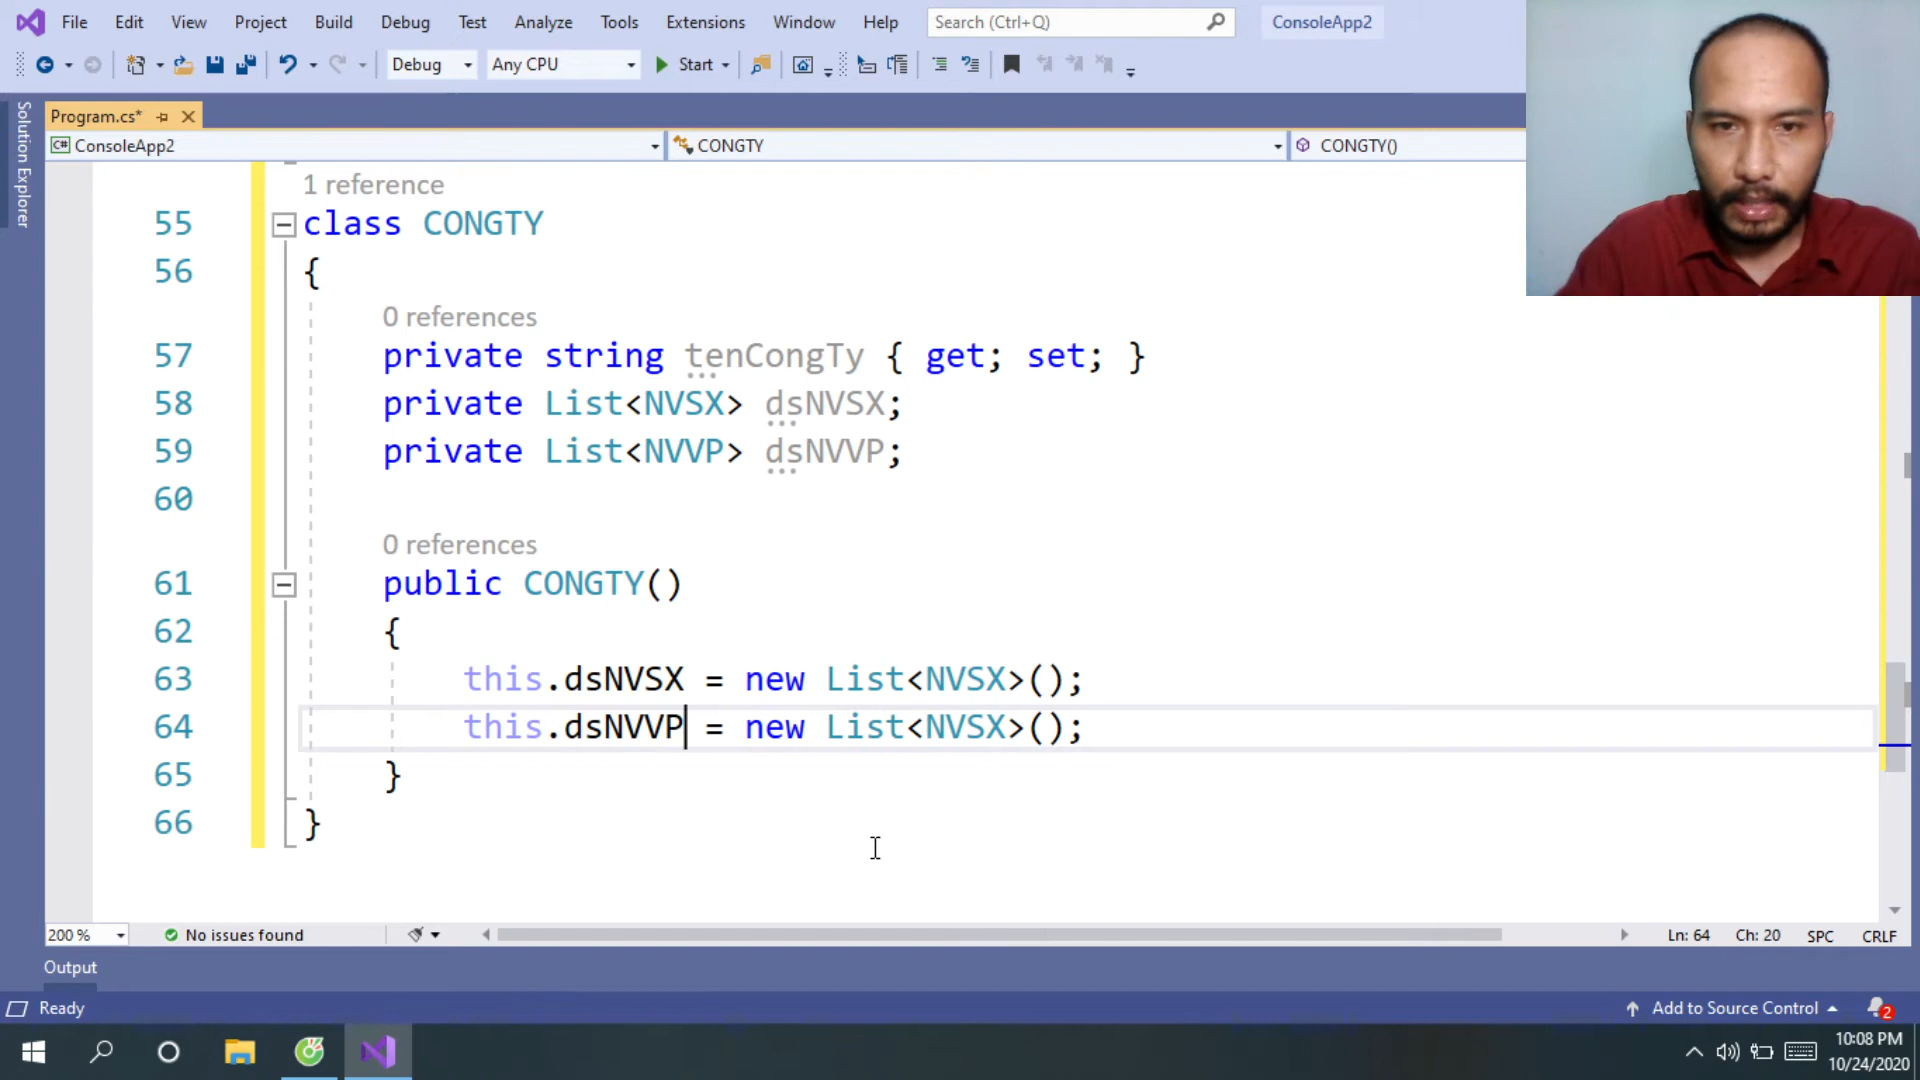 File Edit View Project Build Debug Test Analyze Tools Extensions Window Help Search (Ctrl+Q) ConsoleApp2
Debug Any CPU Start
Solution Explorer
Program.cs*
C# ConsoleApp2 CONGTY CONGTY()
1 reference
55 class CONGTY
56 {
0 references
57 private string tenCongTy { get; set; }
58 private List<NVSX> dsNVSX;
59 private List<NVVP> dsNVVP;
60
0 references
61 public CONGTY()
62 {
63 this.dsNVSX = new List<NVSX>();
64 this.dsNVVP = new List<NVSX>();
65 }
66 }
200 % No issues found Ln: 64 Ch: 20 SPC CRLF
Output
Ready Add to Source Control 2
10:08 PM
10/24/2020